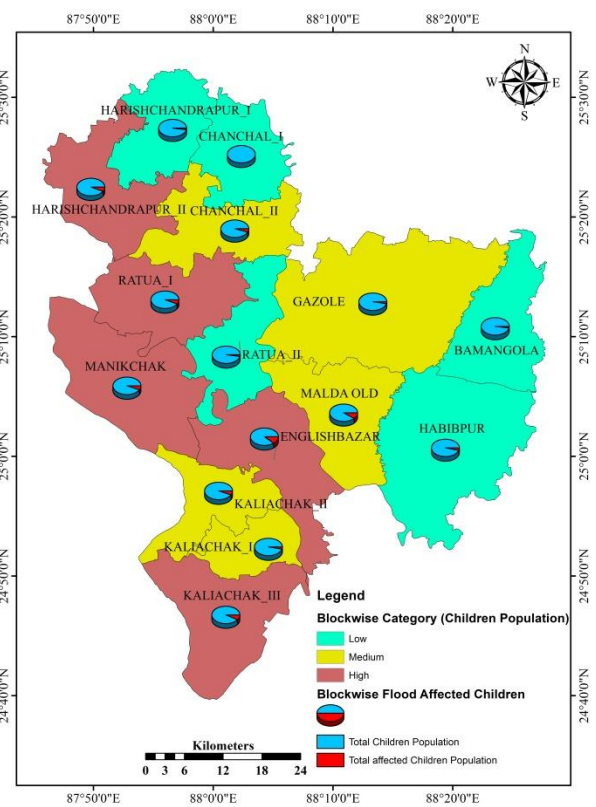 87°50'0"E 88°00'0"E 88°10'0"E 88°20'0"E
N
W E
S
25°30'0"N 25°30'0"N
HARISHCHANDRAPUR_I
CHANCHAL_I
HARISHCHANDRAPUR_II
CHANCHAL_II
25°20'0"N 25°20'0"N
RATUA_I
GAZOLE
25°10'0"N 25°10'0"N
BAMANGOLA
RATUA_II
MANIKCHAK
MALDA OLD
HABIBPUR
ENGLISHBAZAR
25°0'0"N 25°0'0"N
KALIACHAK_II
KALIACHAK_I
24°50'0"N 24°50'0"N
KALIACHAK_III
Legend
Blockwise Category (Children Population)
Low
Medium
High
Blockwise Flood Affected Children
24°40'0"N 24°40'0"N
Total Children Population
Total affected Children Population
Kilometers
0 3 6 12 18 24
87°50'0"E 88°00'0"E 88°10'0"E 88°20'0"E